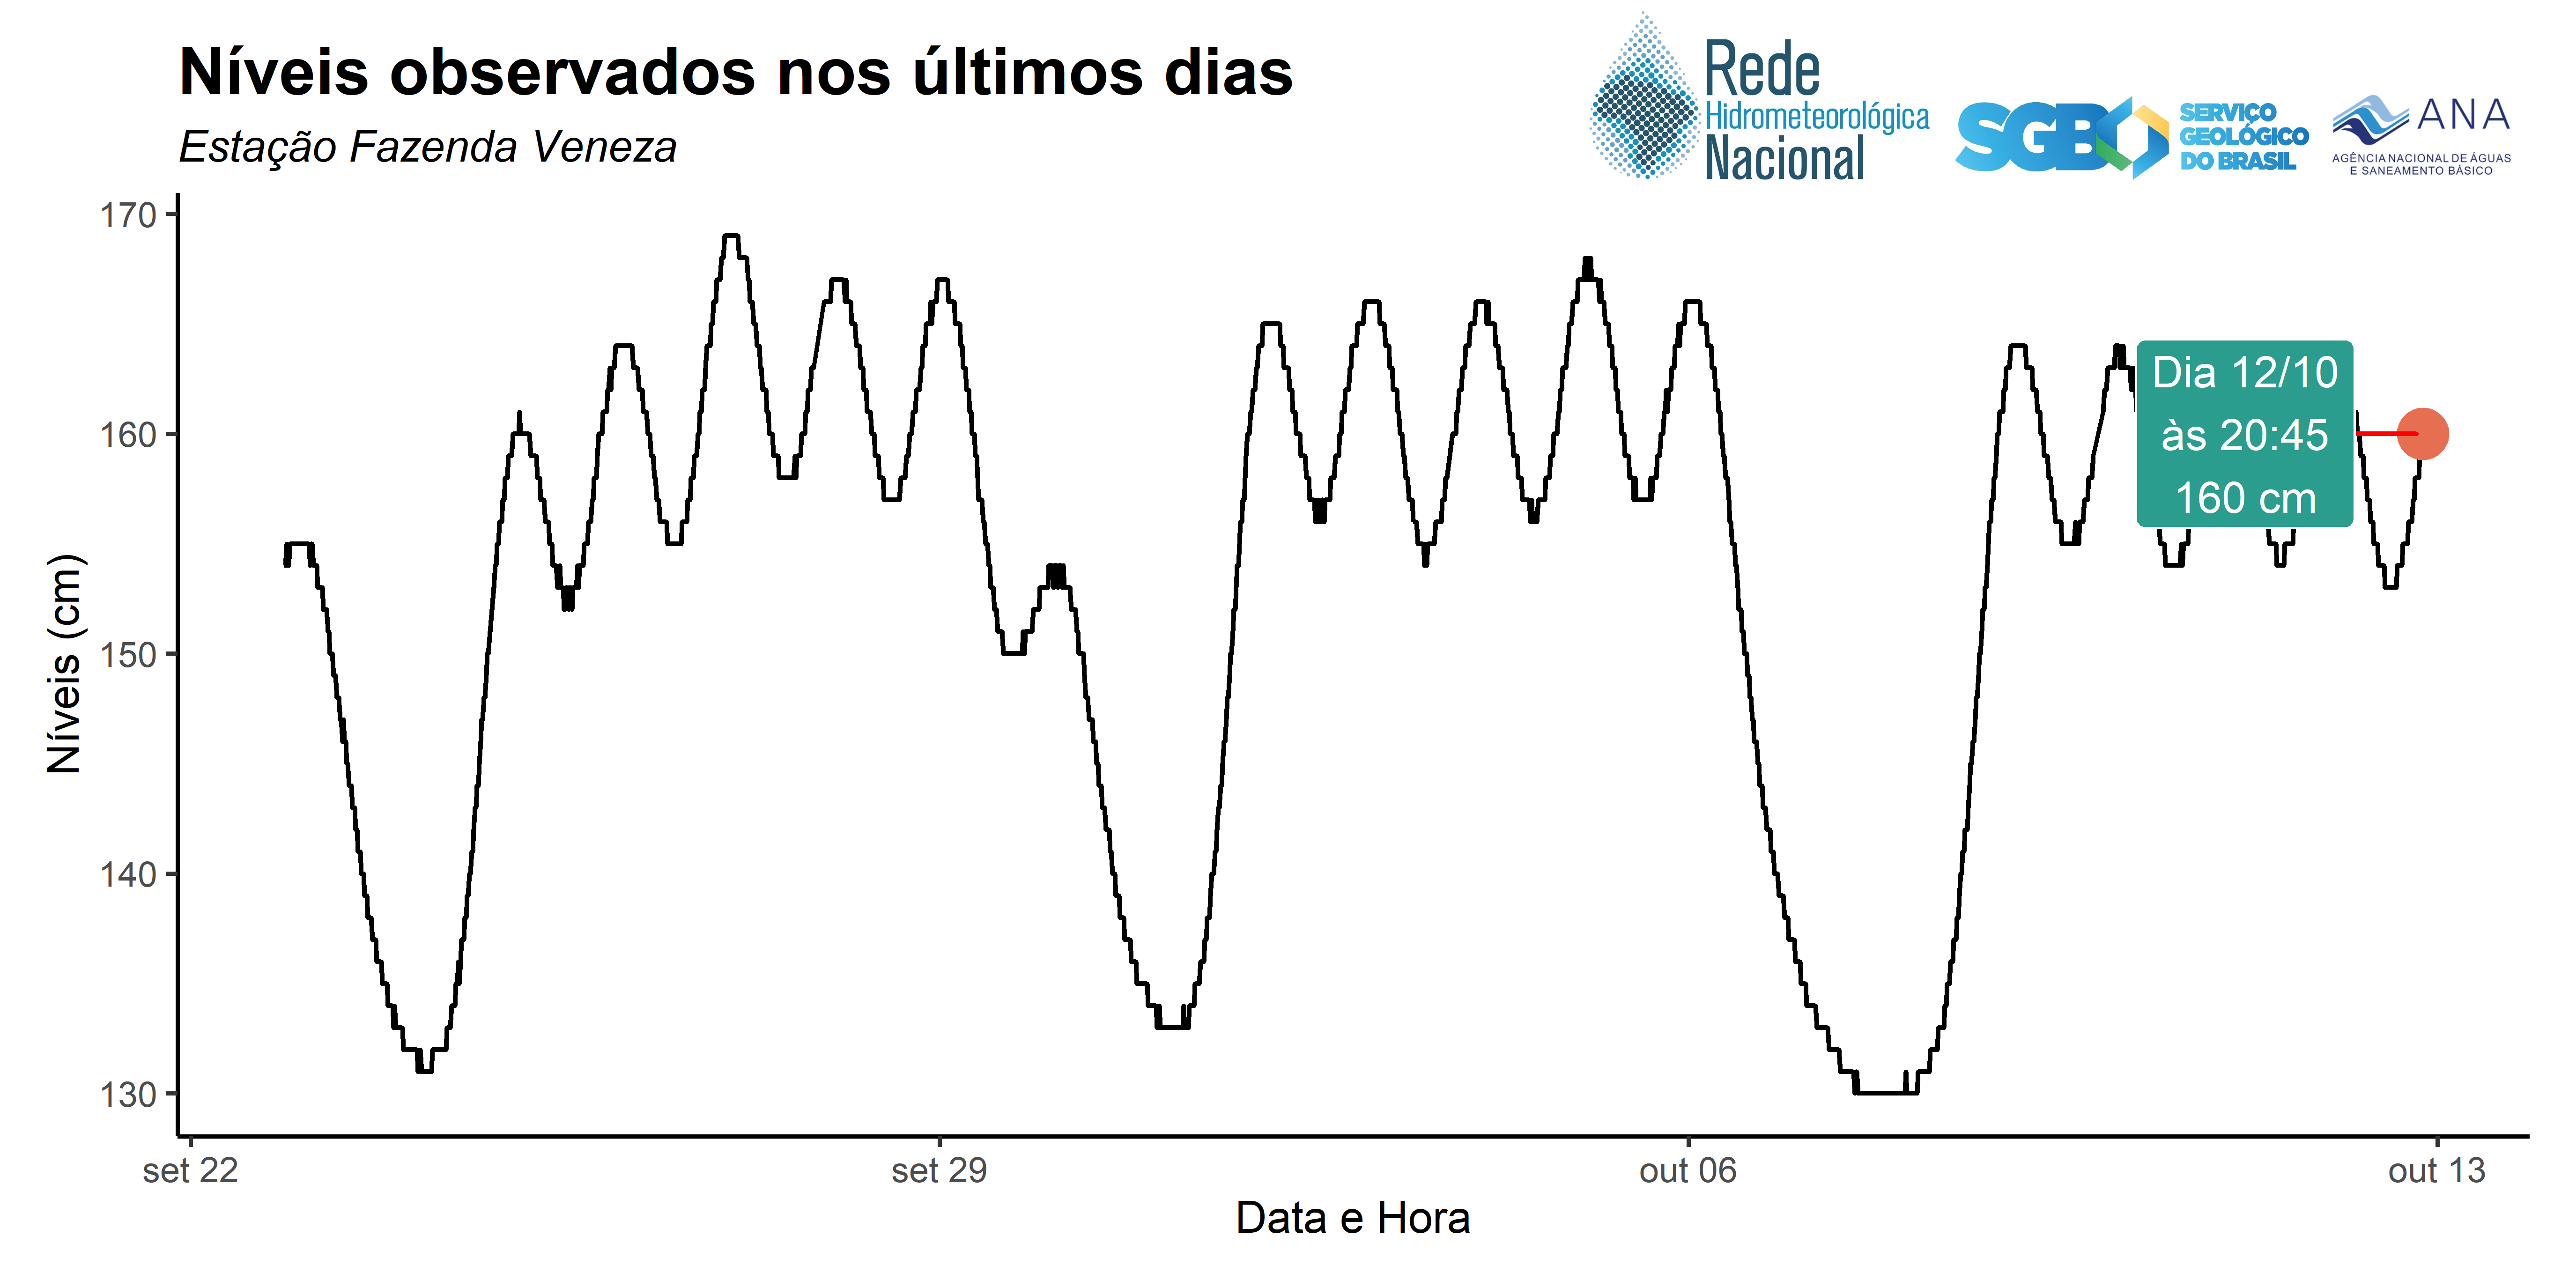 Níveis observados nos últimos dias
Estação Fazenda Veneza
Rede
Hidrometeorológica
Nacional
SGB
SERVIÇO
GEOLÓGICO
DO BRASIL
ANA
AGÊNCIA NACIONAL DE ÁGUAS
E SANEAMENTO BÁSICO
170
160
150
140
130
Níveis (cm)
Dia 12/10
às 20:45
160 cm
set 22
set 29
out 06
out 13
Data e Hora